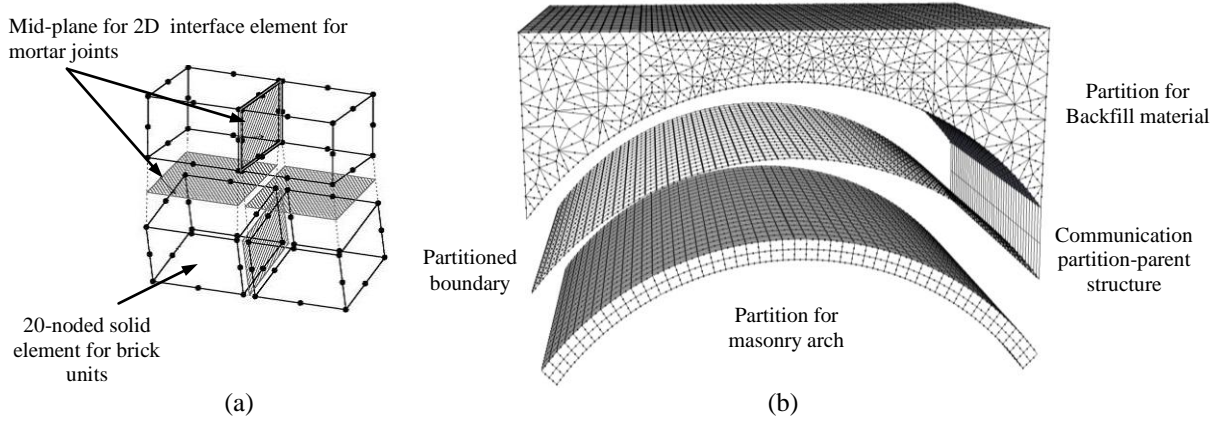 Mid-plane for 2D interface element for
mortar joints
20-noded solid
element for brick
units
(a)
Partition for
Backfill material
Partitioned
boundary
Communication
partition-parent
structure
Partition for
masonry arch
(b)